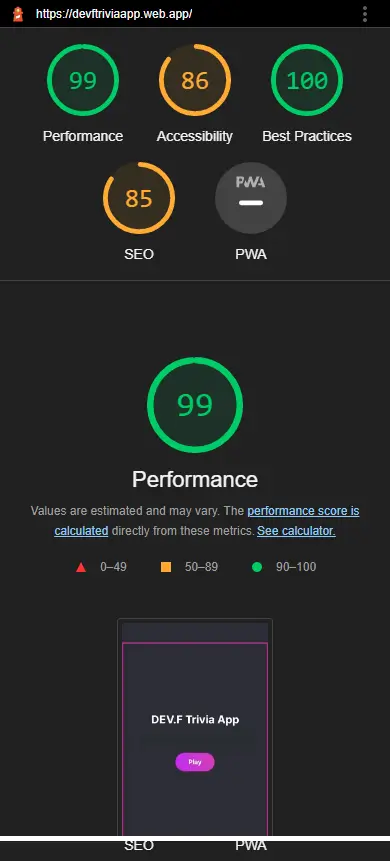 https://devftriviaapp.web.app/
99
86
100
Performance
Accessibility
Best Practices
85
PWA
SEO
PWA
99
Performance
Values are estimated and may vary. The performance score is
calculated directly from these metrics. See calculator.
0–49
50–89
90–100
DEV.F Trivia App
Play
SEO
PWA